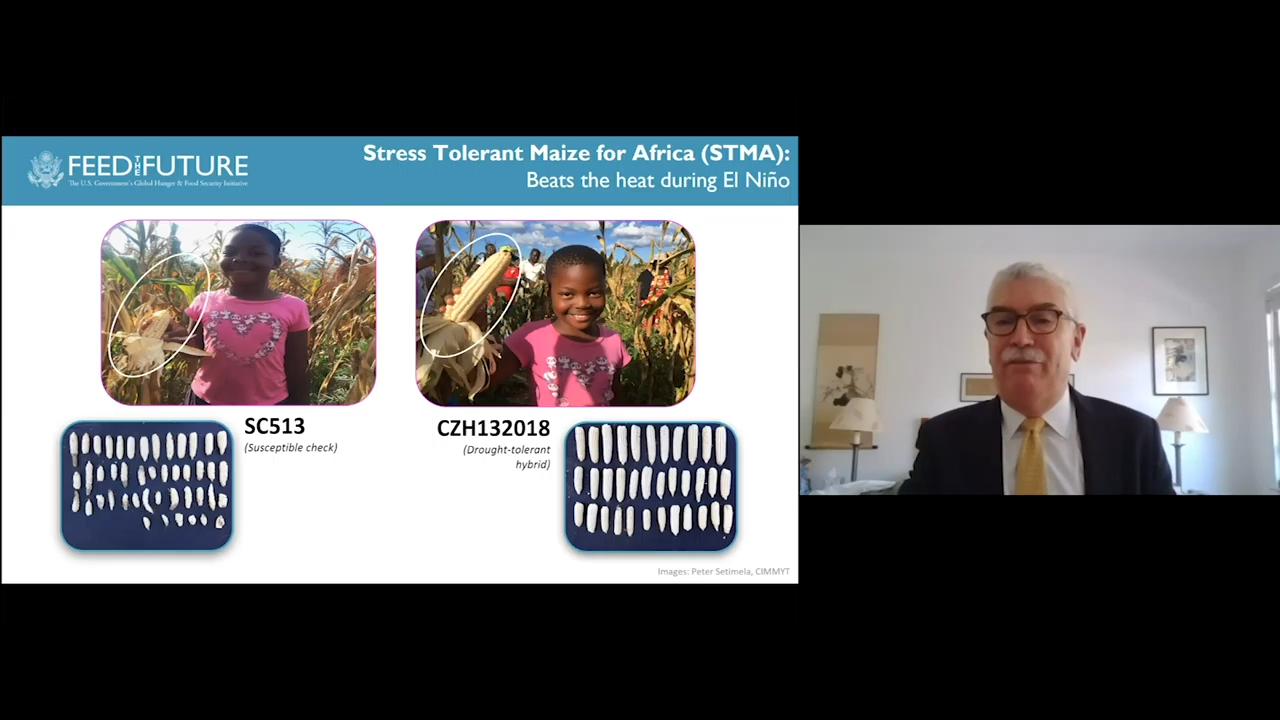 FEED THE FUTURE
The U.S. Government's Global Hunger & Food Security Initiative
Stress Tolerant Maize for Africa (STMA):
Beats the heat during El Niño
SC513
(Susceptible check)
CZH132018
(Drought-tolerant
hybrid)
Images: Peter Setimela, CIMMYT